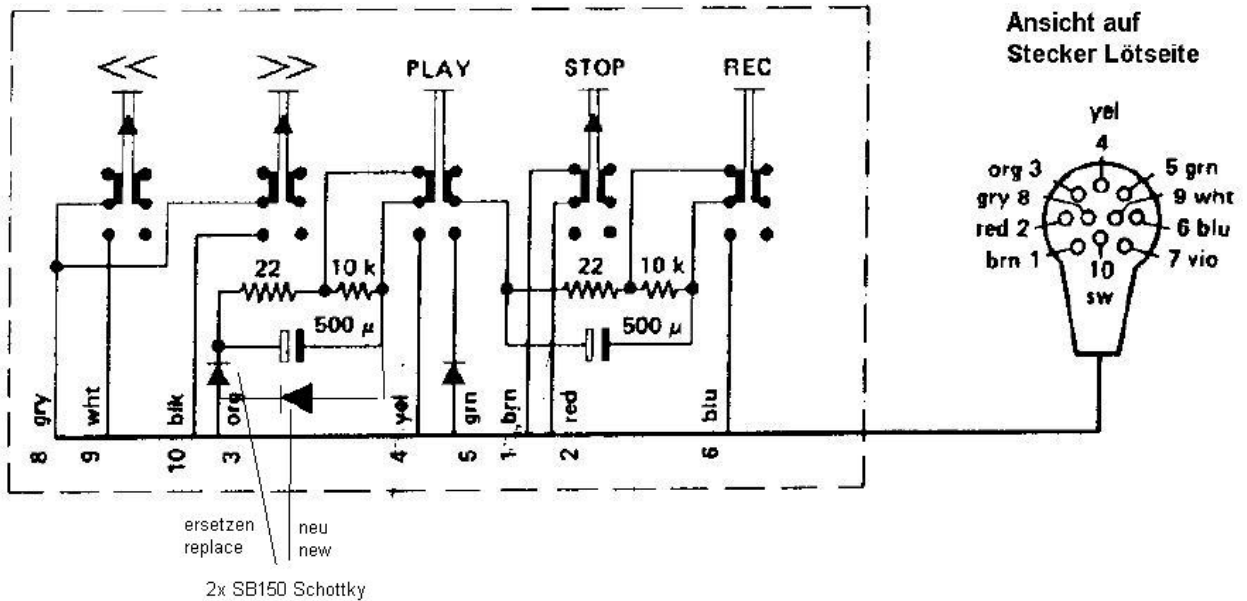 << >> PLAY STOP REC
22 10 k 22 10 k
500 µ 500 µ
gry wht blk org yel grn brn red blu
8 9 10 3 4 5 1 2 6
ersetzen neu
replace new
2x SB150 Schottky
Ansicht auf
Stecker Lötseite
yel
4
org 3 5 grn
gry 8 9 wht
red 2 6 blu
brn 1 7 vio
10
sw